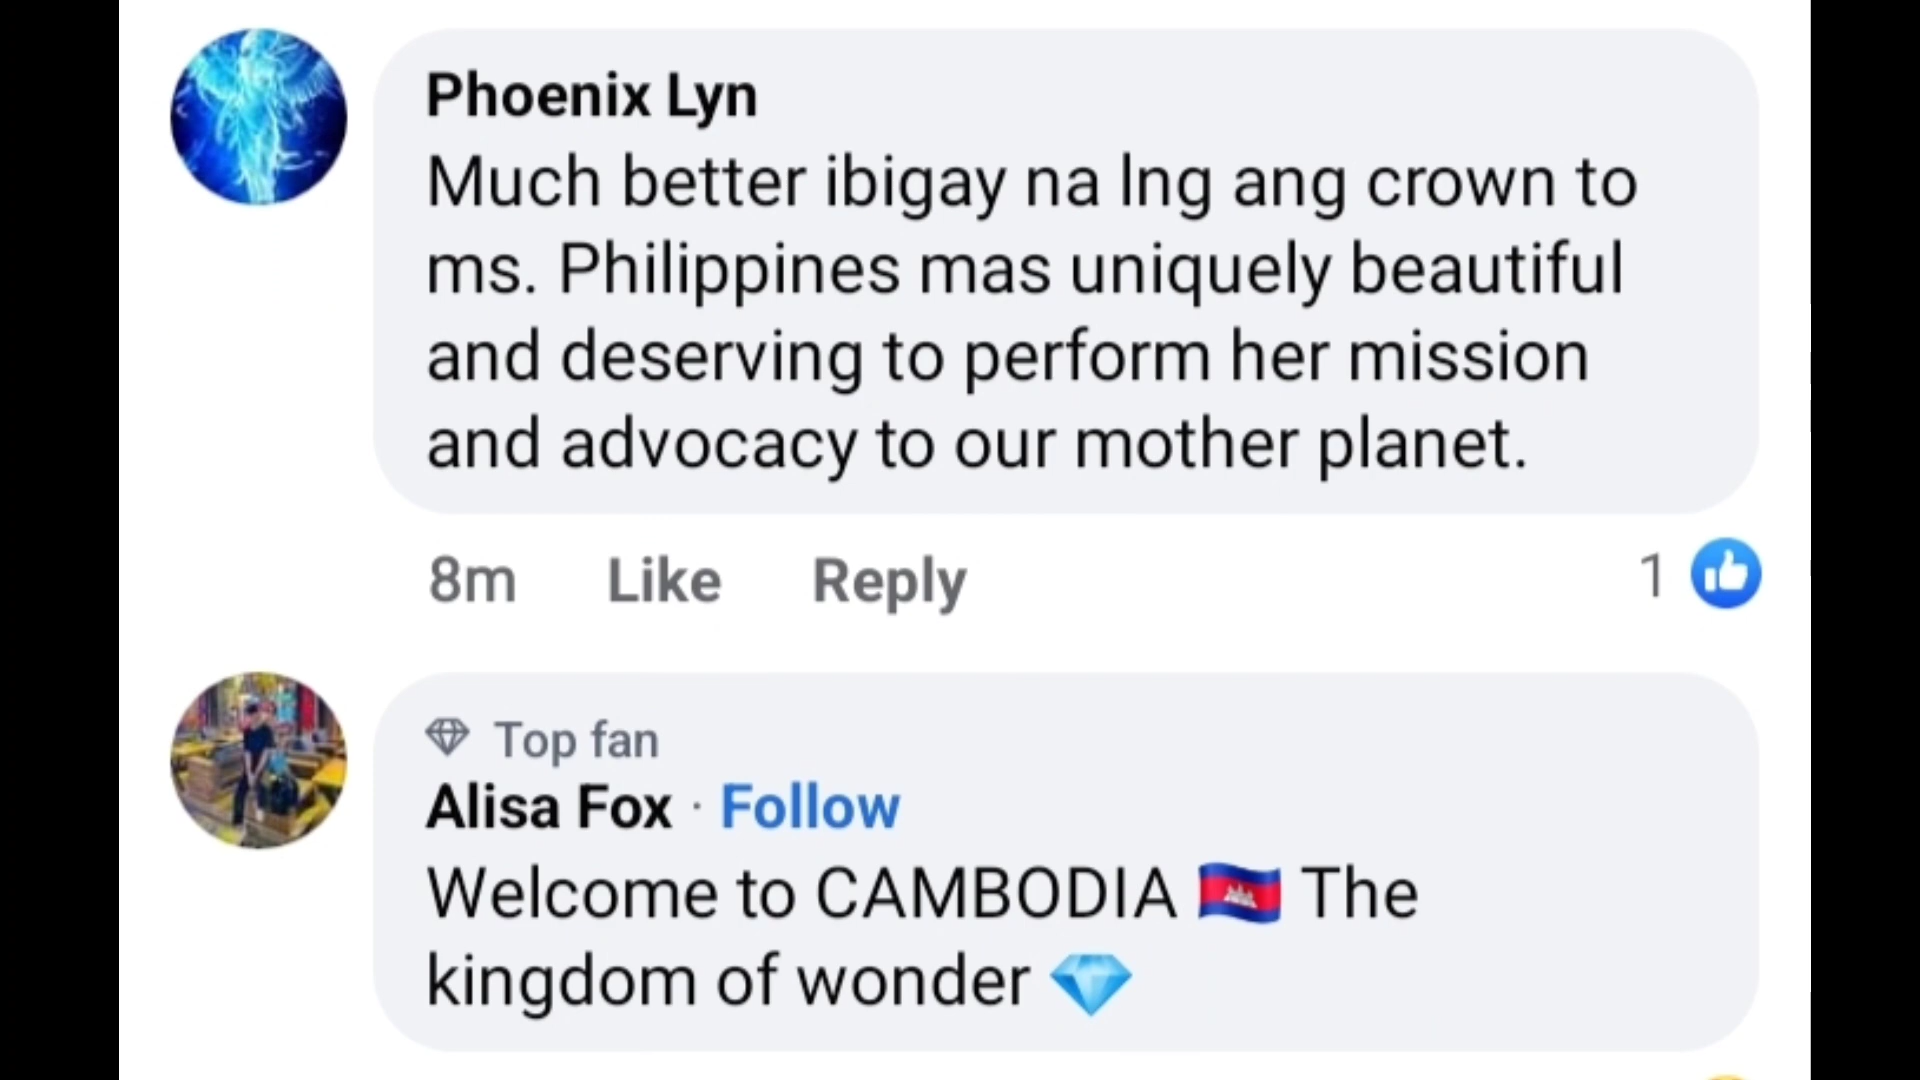 Phoenix Lyn
Much better ibigay na lng ang crown to
ms. Philippines mas uniquely beautiful
and deserving to perform her mission
and advocacy to our mother planet.
8m Like Reply 1
Top fan
Alisa Fox · Follow
Welcome to CAMBODIA 🇰🇭 The
kingdom of wonder 💎